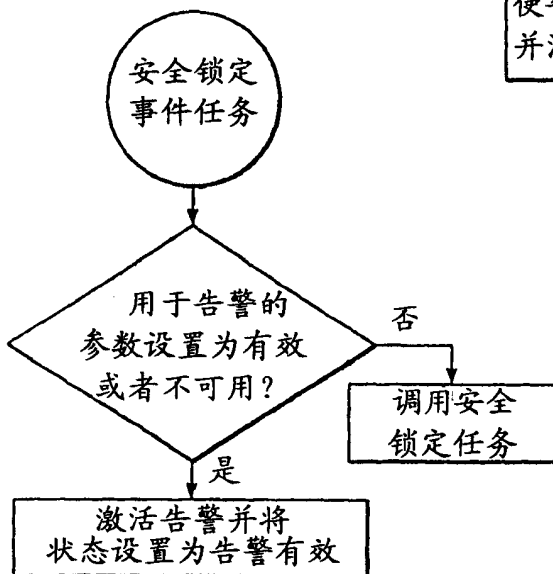 并
安全锁定
事件任务
用于告警的
参数设置为有效
或者不可用?
否
调用安全
锁定任务
是
激活告警并将
状态设置为告警有效